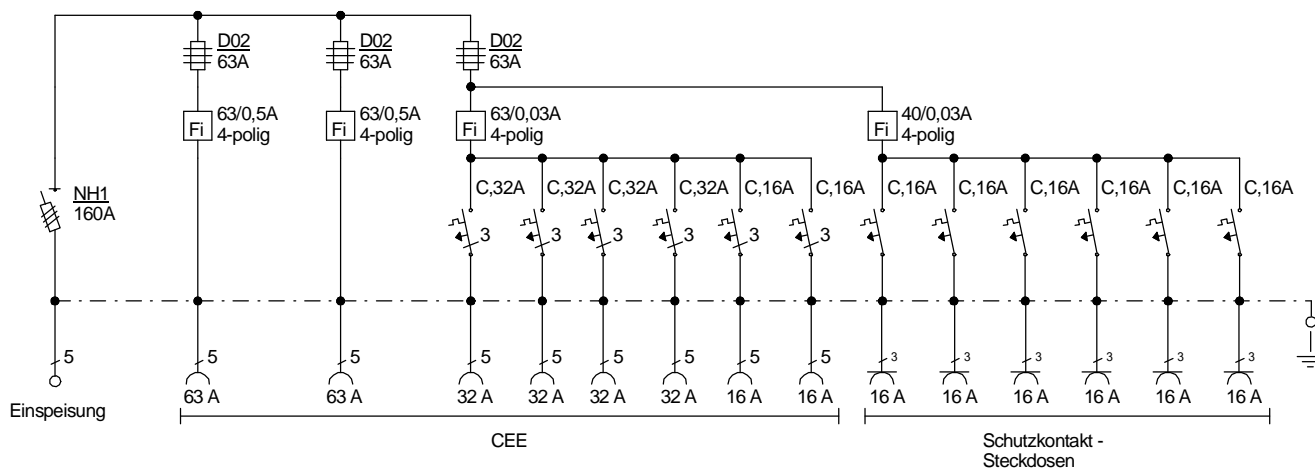 D02
63A
D02
63A
D02
63A
Fi
63/0,5A
4-polig
Fi
63/0,5A
4-polig
Fi
63/0,03A
4-polig
Fi
40/0,03A
4-polig
C,32A C,32A C,32A C,32A C,16A C,16A C,16A C,16A C,16A C,16A C,16A C,16A
NH1
160A
3 3 3 3 3 3
5 5 5 5 5 5 5 5 5 3 3 3 3 3 3
63 A 63 A 32 A 32 A 32 A 32 A 16 A 16 A 16 A 16 A 16 A 16 A 16 A 16 A
Einspeisung
CEE
Schutzkontakt -
Steckdosen